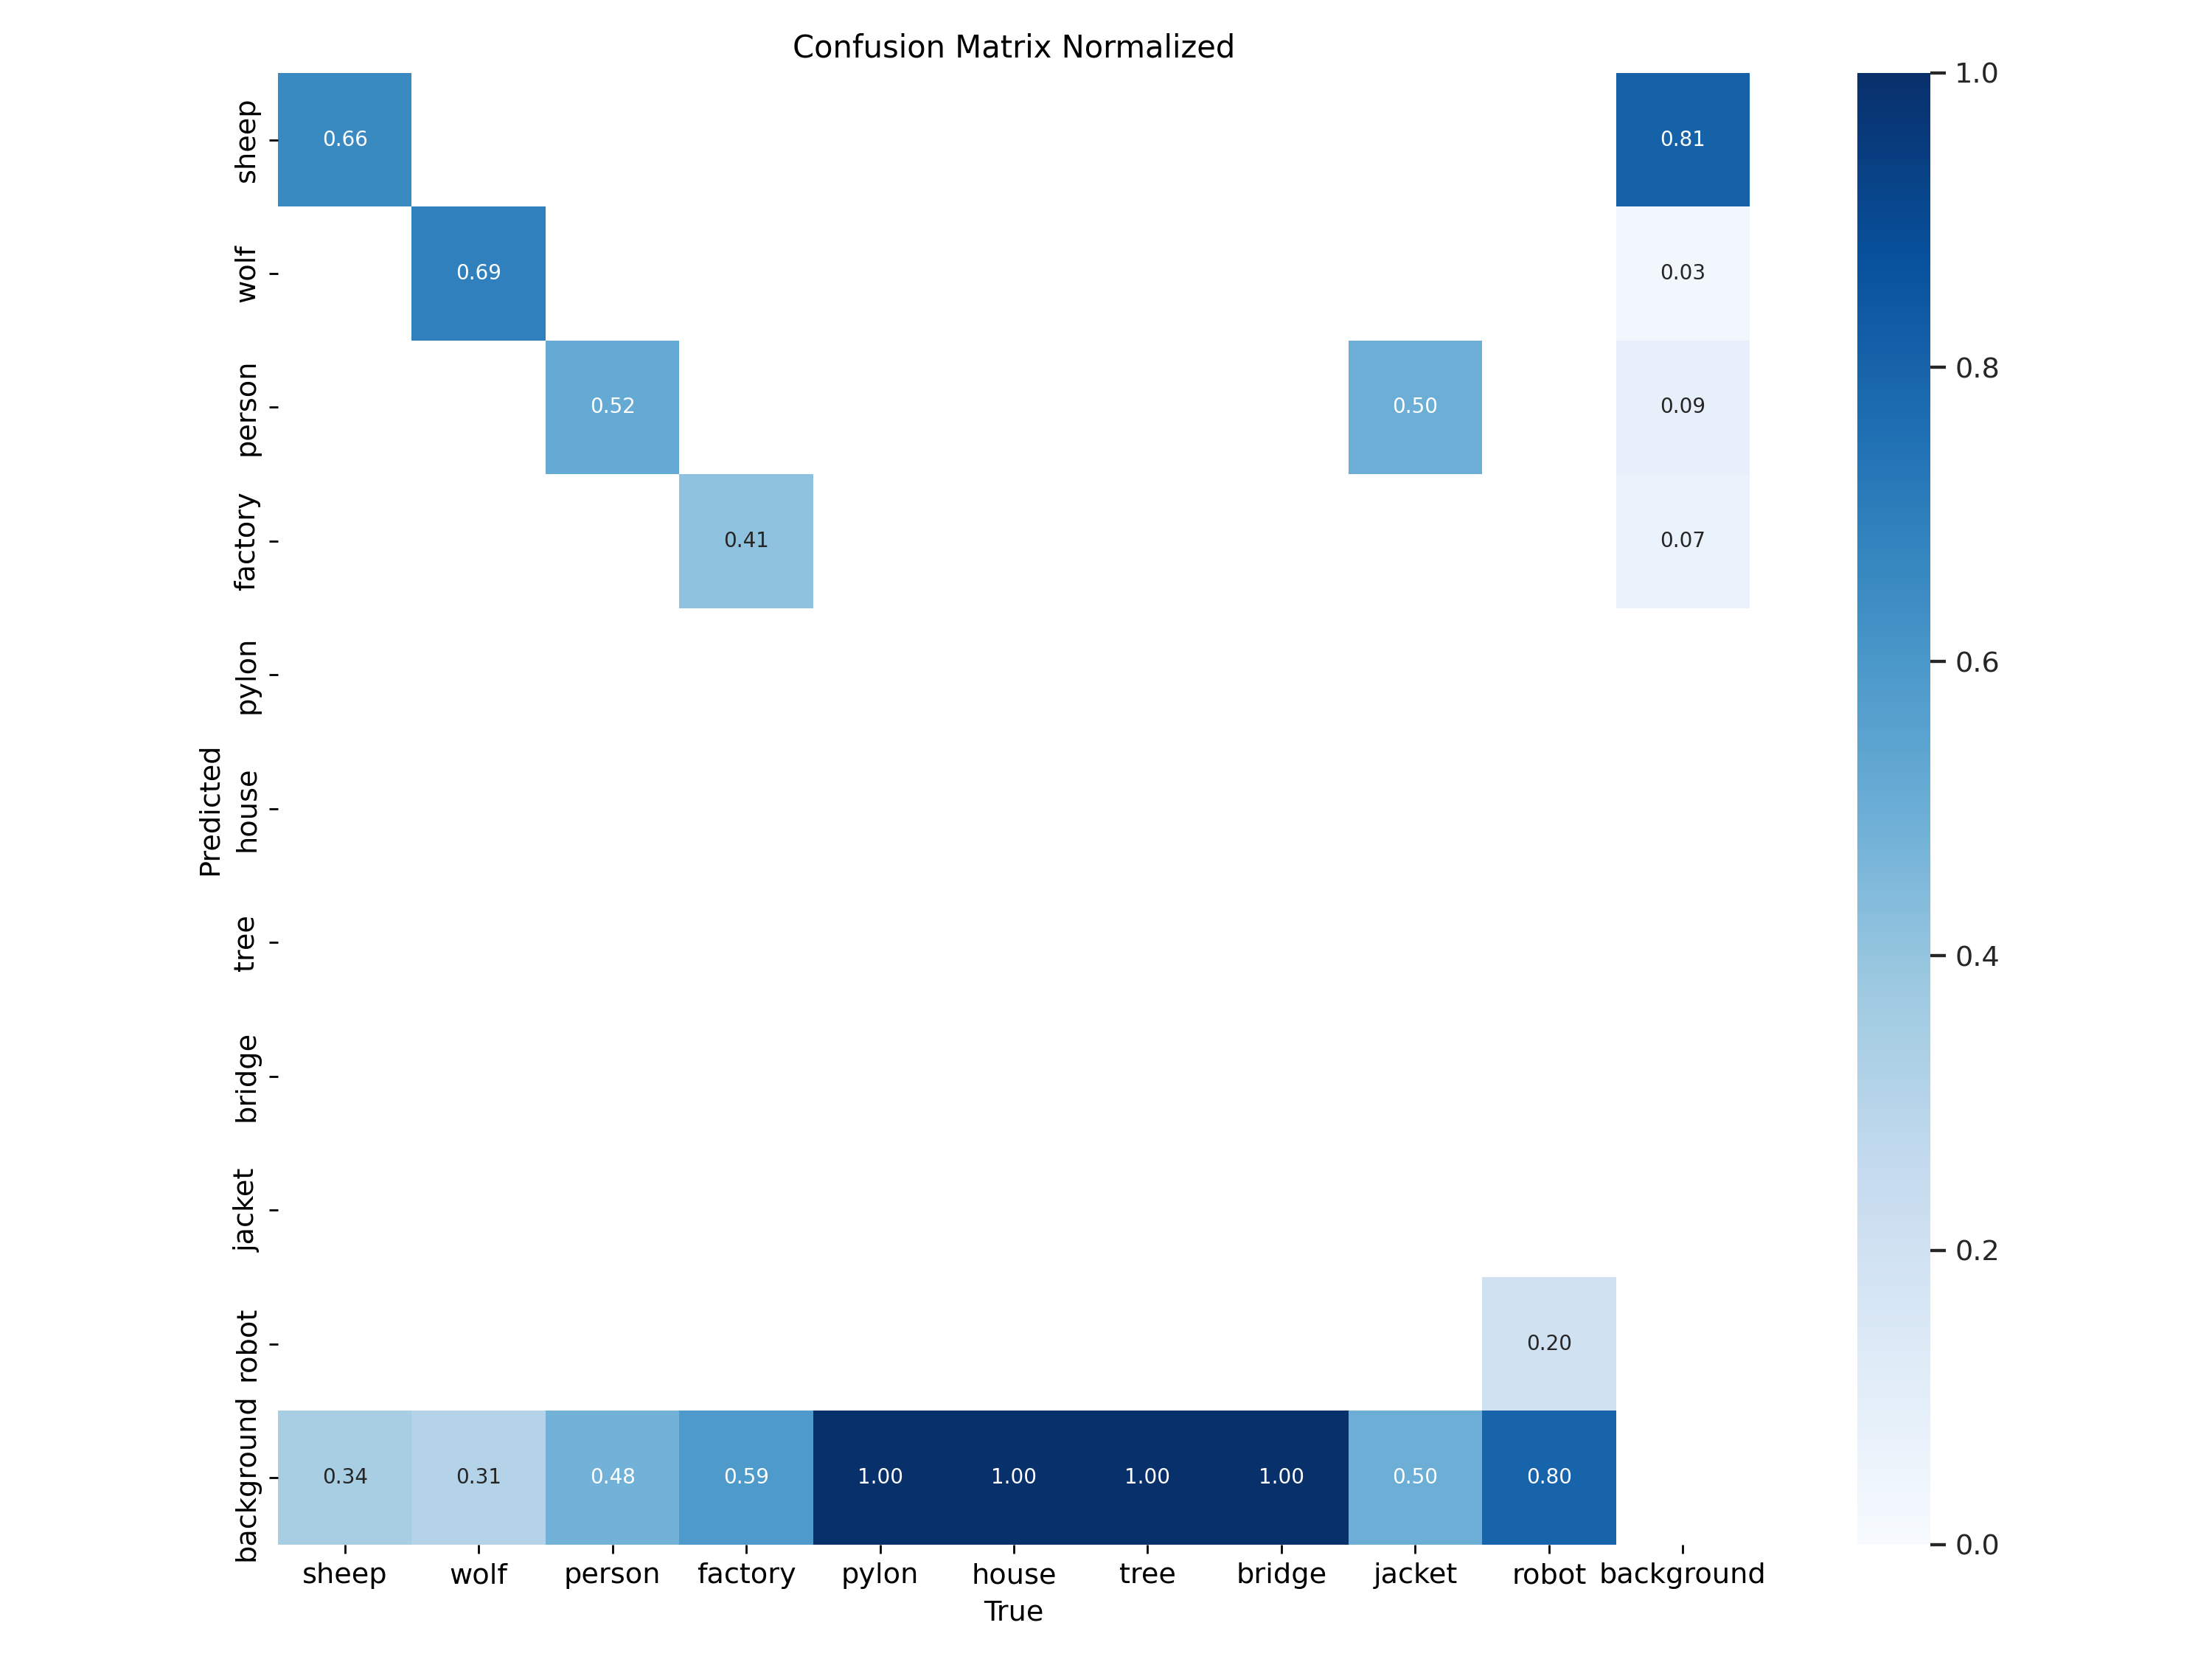 Confusion Matrix Normalized
sheep
0.66
0.81
1.0
wolf
0.69
0.03
person
0.52
0.50
0.09
0.8
factory
0.41
0.07
pylon
0.6
Predicted
house
tree
0.4
bridge
jacket
0.2
robot
0.20
background
0.34 0.31 0.48 0.59 1.00 1.00 1.00 1.00 0.50 0.80
0.0
sheep wolf person factory pylon house tree bridge jacket robot background
True